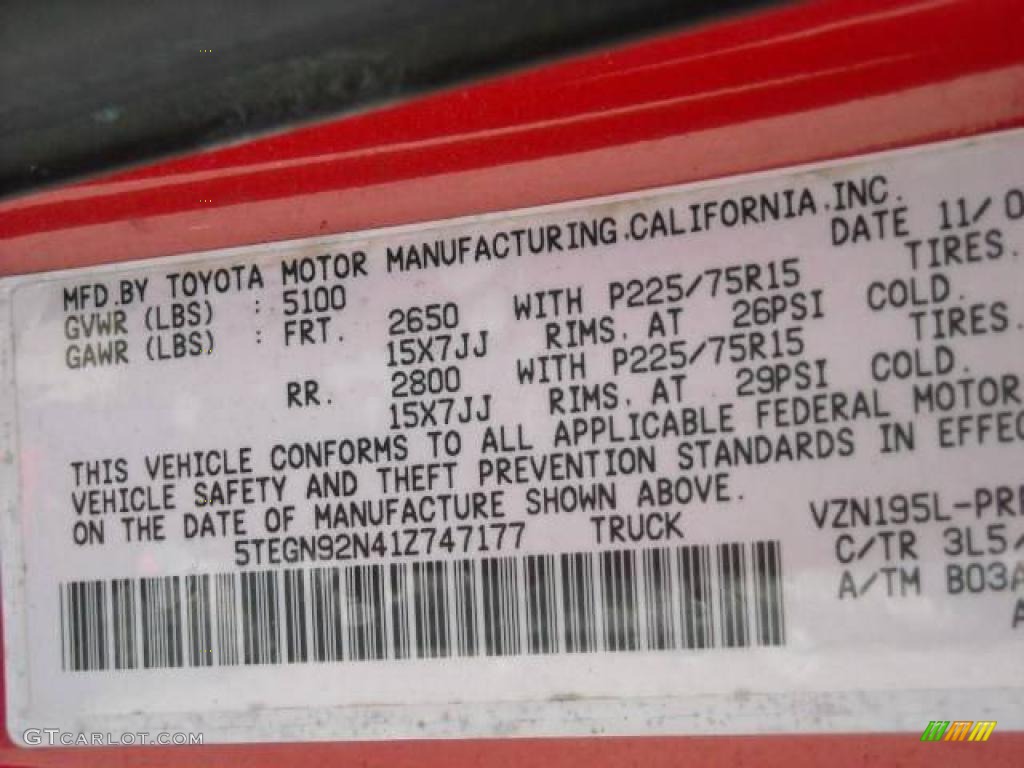 MFD.BY TOYOTA MOTOR MANUFACTURING.CALIFORNIA.INC.
DATE 11/0
GVWR (LBS) : 5100
TIRES.
GAWR (LBS) : FRT. 2650 WITH P225/75R15
15X7JJ RIMS. AT 26PSI COLD.
TIRES.
RR. 2800 WITH P225/75R15
15X7JJ RIMS. AT 29PSI COLD.
THIS VEHICLE CONFORMS TO ALL APPLICABLE FEDERAL MOTOR
VEHICLE SAFETY AND THEFT PREVENTION STANDARDS IN EFFEC
ON THE DATE OF MANUFACTURE SHOWN ABOVE.
5TEGN92N41Z747177 TRUCK
VZN195L-PR
C/TR 3L5/
A/TM B03A
A
GTcarlot.com